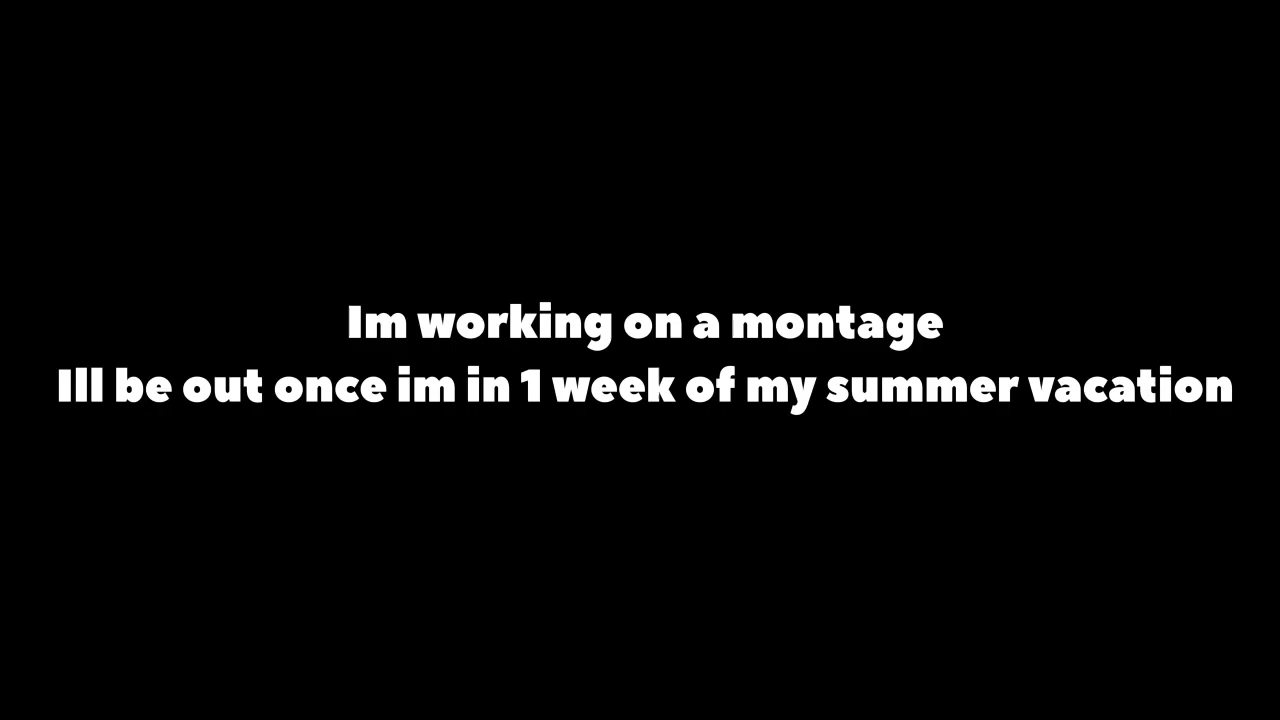 Im working on a montage
Ill be out once im in 1 week of my summer vacation